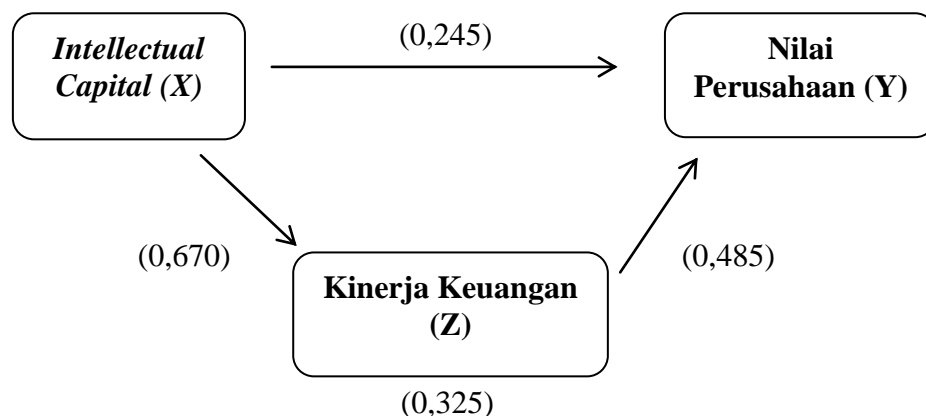 Intellectual
Capital (X)
(0,245)
Nilai
Perusahaan (Y)
(0,670)
(0,485)
Kinerja Keuangan
(Z)
(0,325)